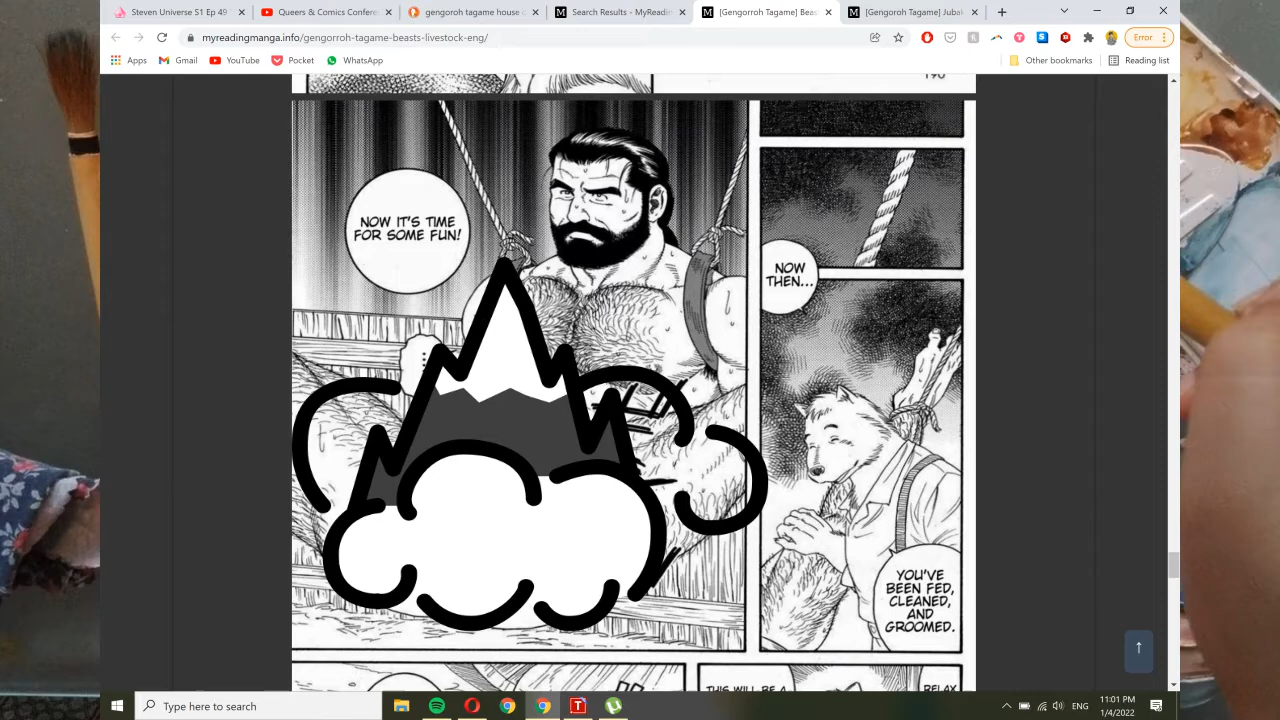 Steven Universe S1 Ep 49
Queers & Comics Confere
gengoroh tagame house o
Search Results - MyReadin
[Gengorroh Tagame] Beas
[Gengoroh Tagame] Jubak
myreadingmanga.info/gengorroh-tagame-beasts-livestock-eng/
Error
Apps
Gmail
YouTube
Pocket
WhatsApp
Other bookmarks
Reading list
190
NOW IT'S TIME
FOR SOME FUN!
NOW
THEN...
YOU'VE
BEEN FED,
CLEANED,
AND
GROOMED.
THIS WILL BE A
RELAX
Type here to search
ENG
11:01 PM
1/4/2022